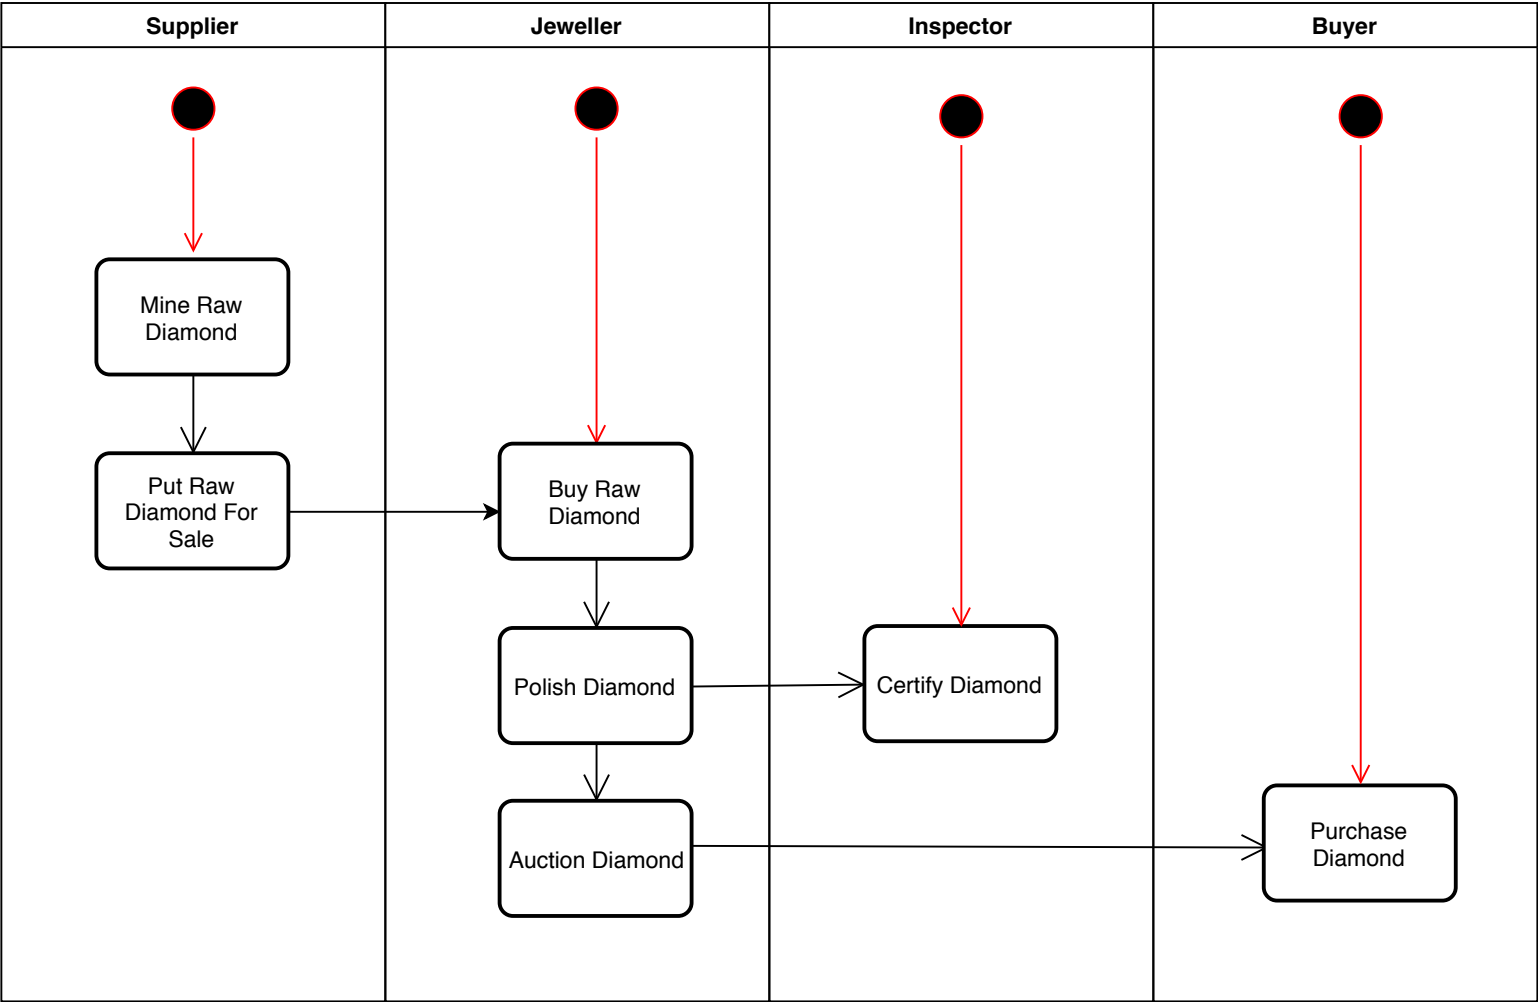 Supplier
Jeweller
Inspector
Buyer
Mine Raw
Diamond
Put Raw
Diamond For
Sale
Buy Raw
Diamond
Polish Diamond
Certify Diamond
Auction Diamond
Purchase
Diamond